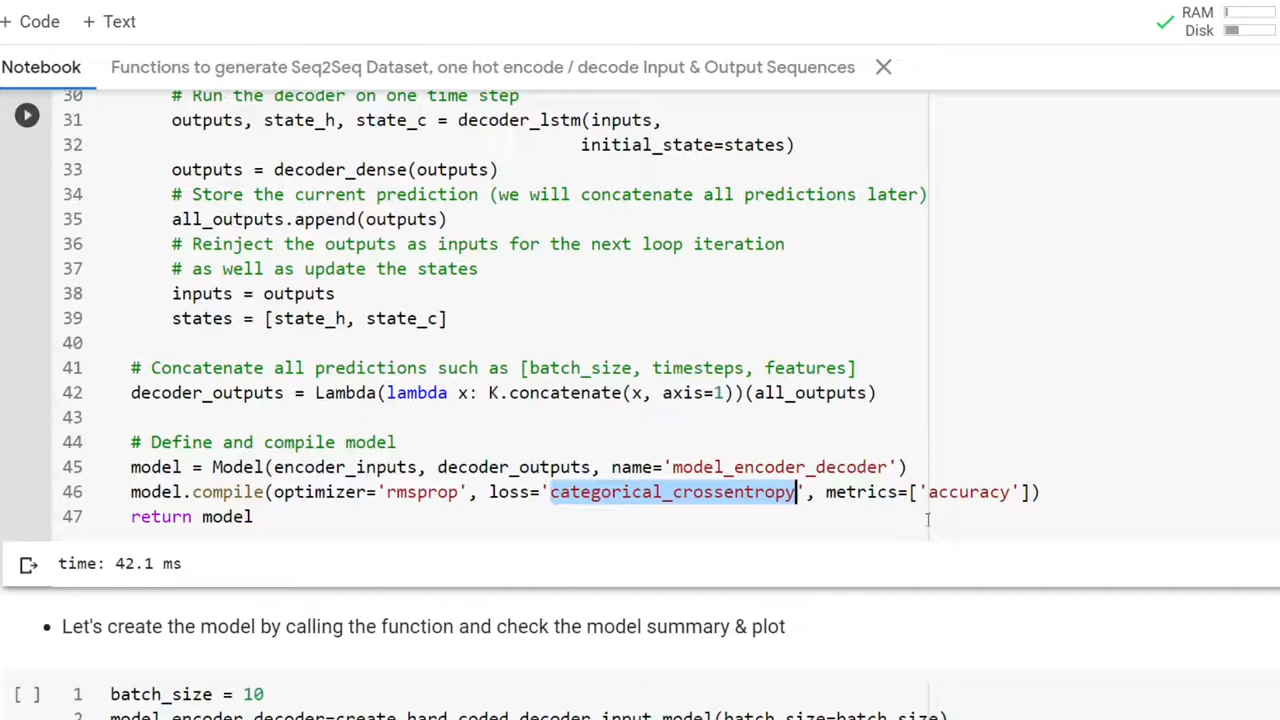 + Code + Text
RAM
Disk
Notebook Functions to generate Seq2Seq Dataset, one hot encode / decode Input & Output Sequences
30 # Run the decoder on one time step
31 outputs, state_h, state_c = decoder_lstm(inputs,
32 initial_state=states)
33 outputs = decoder_dense(outputs)
34 # Store the current prediction (we will concatenate all predictions later)
35 all_outputs.append(outputs)
36 # Reinject the outputs as inputs for the next loop iteration
37 # as well as update the states
38 inputs = outputs
39 states = [state_h, state_c]
40
41 # Concatenate all predictions such as [batch_size, timesteps, features]
42 decoder_outputs = Lambda(lambda x: K.concatenate(x, axis=1))(all_outputs)
43
44 # Define and compile model
45 model = Model(encoder_inputs, decoder_outputs, name='model_encoder_decoder')
46 model.compile(optimizer='rmsprop', loss='categorical_crossentropy', metrics=['accuracy'])
47 return model
time: 42.1 ms
• Let's create the model by calling the function and check the model summary & plot
[ ] 1 batch_size = 10
2 model_encoder_decoder=create_hard_coded_decoder_input_model(batch_size=batch_size)